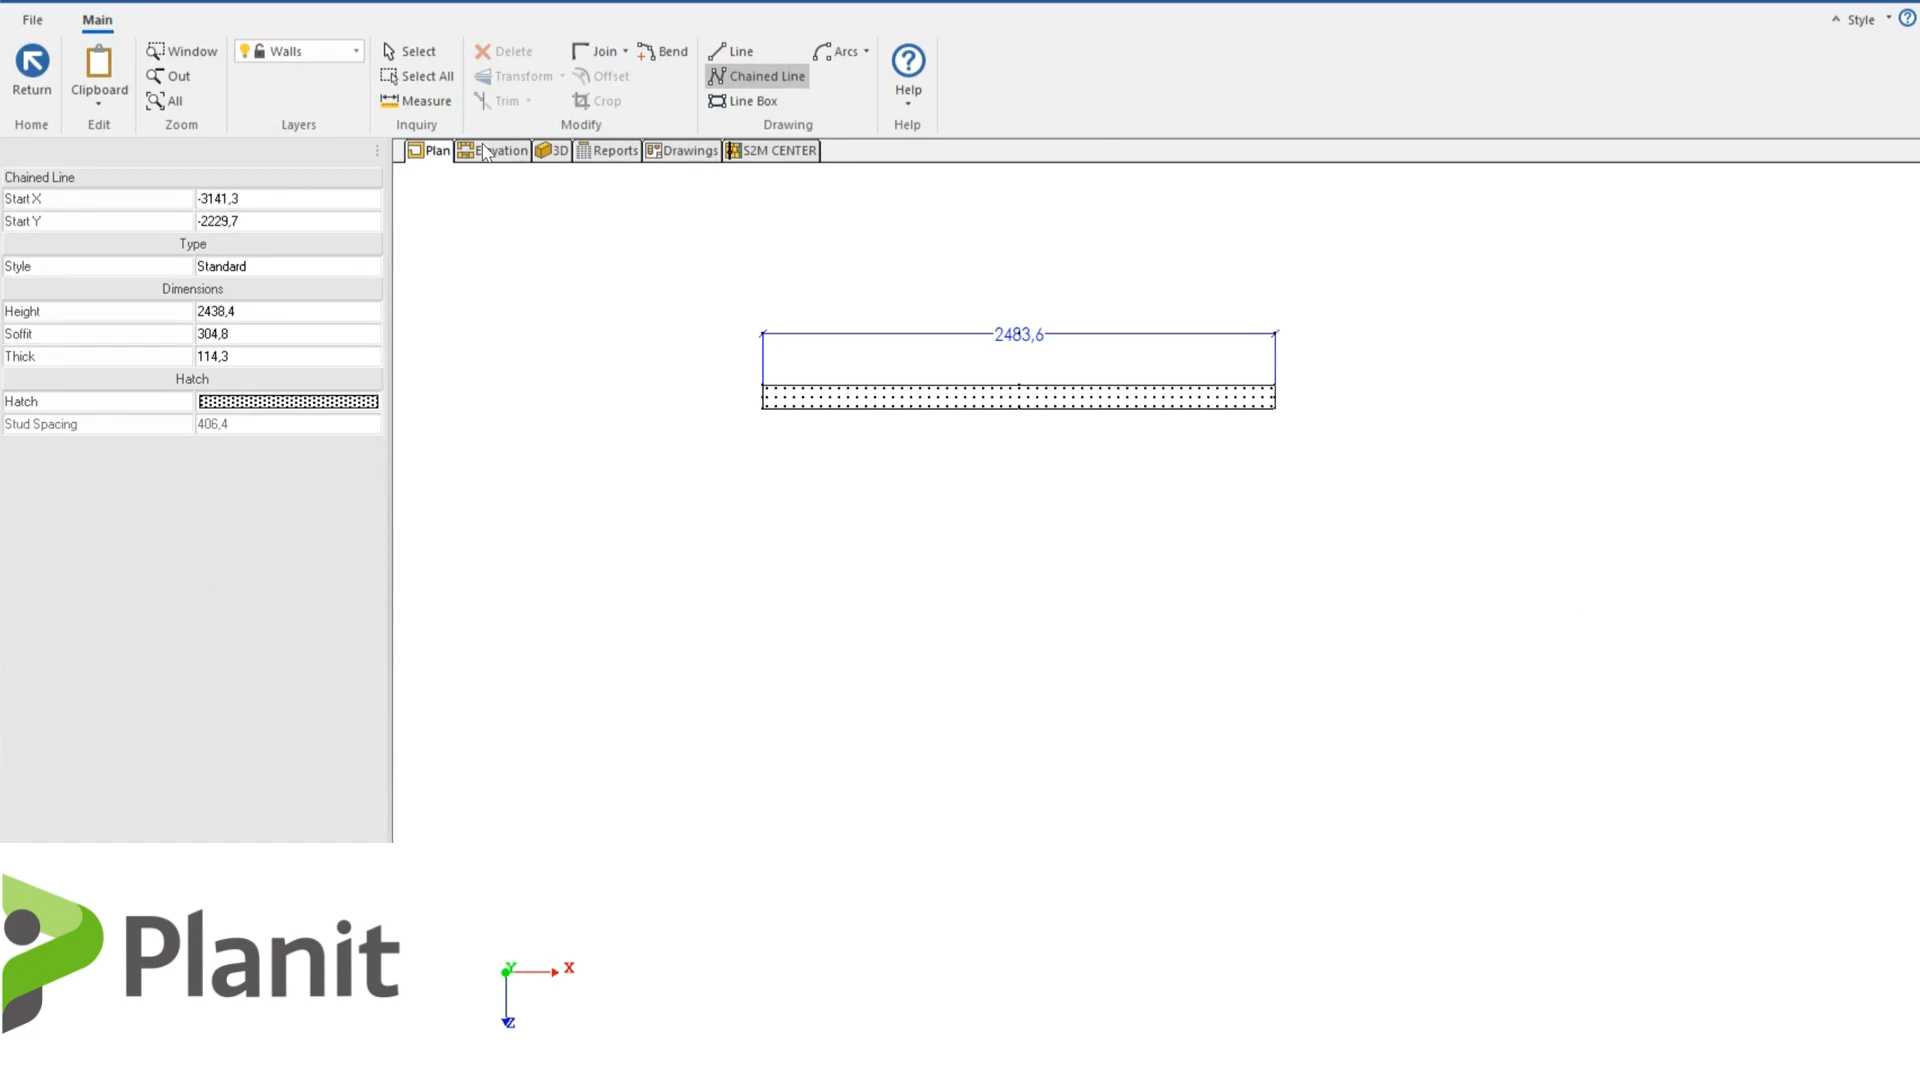 File Main Style
Return
Home
Clipboard
Edit
Window
Out
All
Zoom
Walls
Layers
Select
Select All
Measure
Inquiry
Delete Join Bend
Transform Offset
Trim Crop
Modify
Line Arcs
Chained Line
Line Box
Drawing
Help
Help
Plan 3D Reports Drawings S2M CENTER
Chained Line
Start X -3141,3
Start Y -2229,7
Type
Style Standard
Dimensions
Height 2438,4
Soffit 304,8
Thick 114,3
Hatch
Hatch
Stud Spacing 406,4
2483,6
Y X
Z
Planit